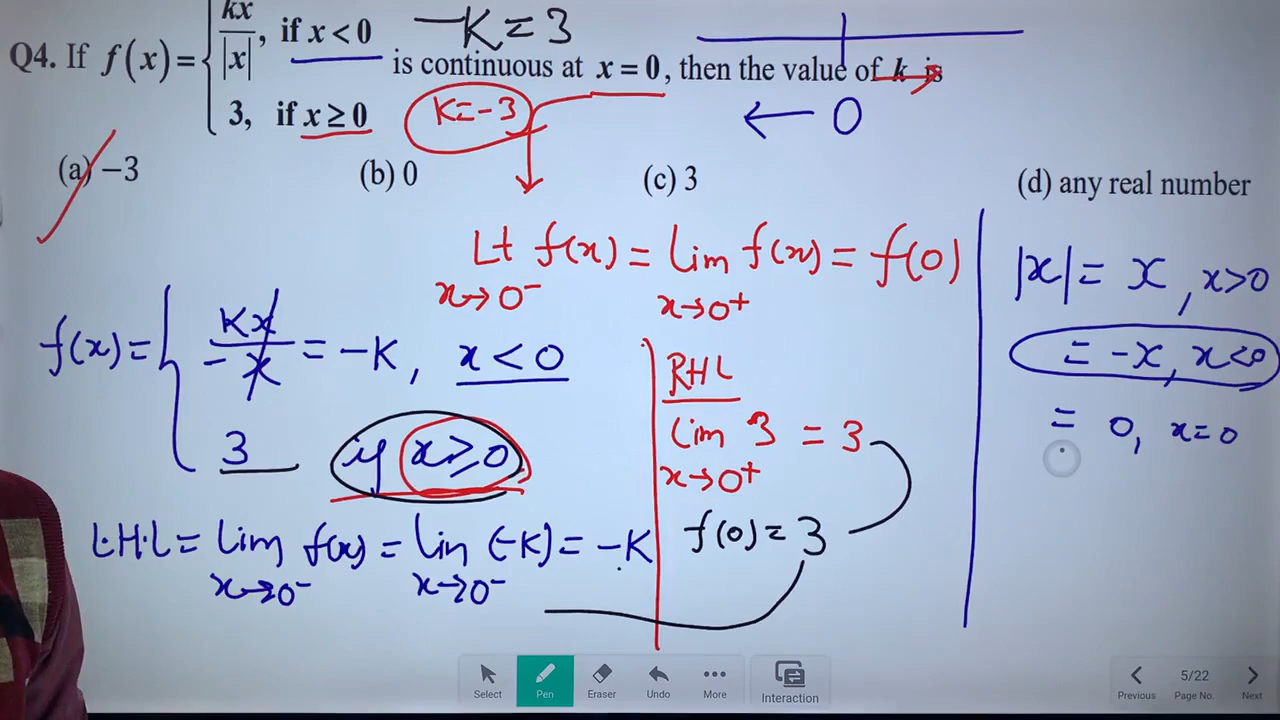 Q4. If f(x) = { kx/|x|, if x < 0 is continuous at x = 0, then the value of k is
3, if x ≥ 0
-K = 3
K = -3
← 0
(a) −3 (b) 0 (c) 3 (d) any real number
Lt f(x) = lim f(x) = f(0)
x→0⁻ x→0⁺
|x| = x, x>0
= -x, x<0
= 0, x=0
f(x) = { Kx/-x = -K, x < 0
3 if x ≥ 0
RHL
Lim 3 = 3
x→0⁺
f(0) = 3
L.H.L = lim f(x) = lim (-K) = -K
x→0⁻ x→0⁻
Select Pen Eraser Undo More Interaction
Previous 5/22 Page No. Next